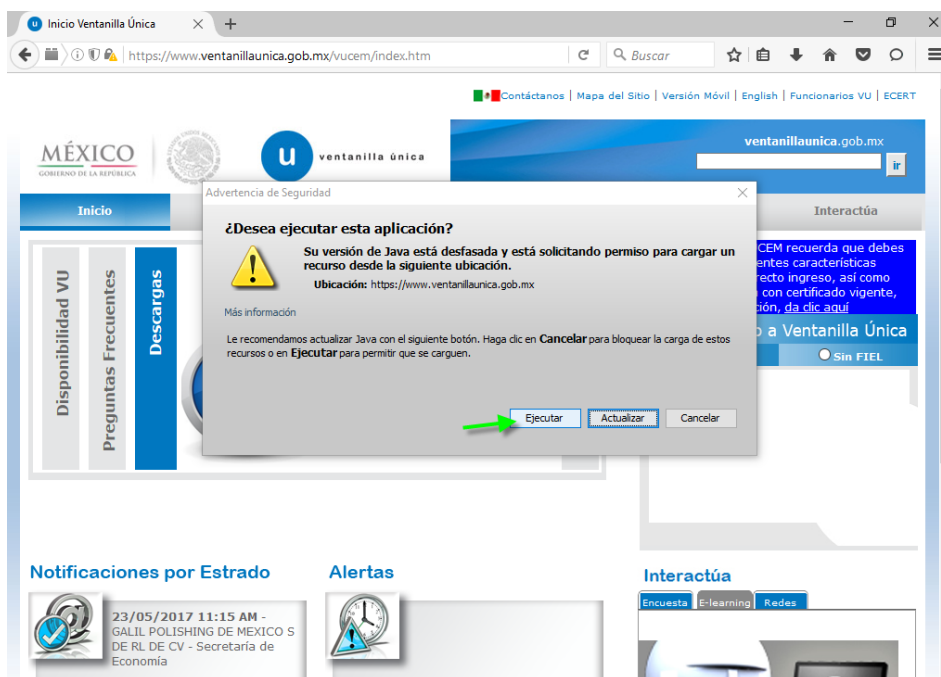 Inicio Ventanilla Única
https://www.ventanillaunica.gob.mx/vucem/index.htm
Buscar
Contáctanos | Mapa del Sitio | Versión Móvil | English | Funcionarios VU | ECERT
MÉXICO
GOBIERNO DE LA REPÚBLICA
u
ventanilla única
ventanillaunica.gob.mx
ir
Inicio
Interactúa
Advertencia de Seguridad
¿Desea ejecutar esta aplicación?
Su versión de Java está desfasada y está solicitando permiso para cargar un
recurso desde la siguiente ubicación.
Ubicación: https://www.ventanillaunica.gob.mx
Más información
Le recomendamos actualizar Java con el siguiente botón. Haga clic en Cancelar para bloquear la carga de estos
recursos o en Ejecutar para permitir que se carguen.
Ejecutar
Actualizar
Cancelar
Disponibilidad VU
Preguntas Frecuentes
Descargas
CEM recuerda que debes
entes características
recto ingreso, así como
con certificado vigente,
ción, da clic aquí
o a Ventanilla Única
Sin FIEL
Notificaciones por Estrado
23/05/2017 11:15 AM -
GALIL POLISHING DE MEXICO S
DE RL DE CV - Secretaría de
Economía
Alertas
Interactúa
Encuesta
E-learning
Redes